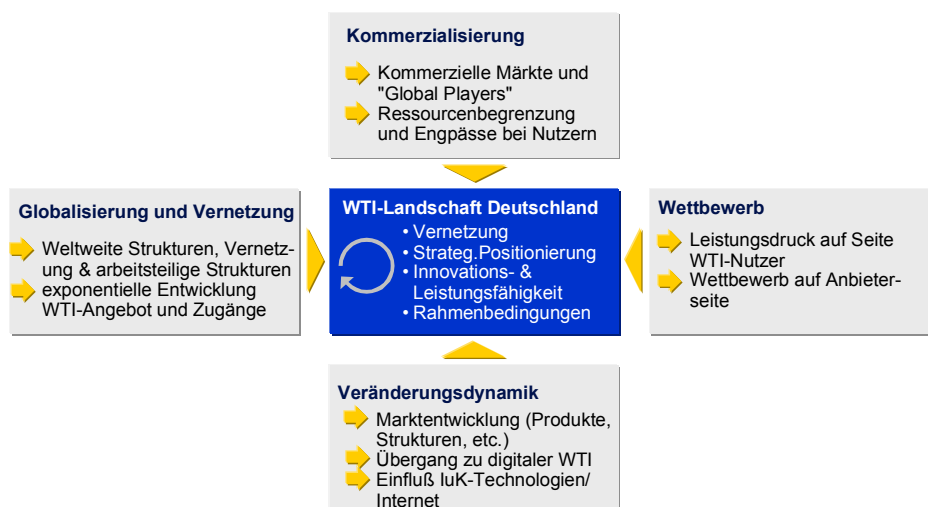 Kommerzialisierung
Kommerzielle Märkte und
"Global Players"
Ressourcenbegrenzung
und Engpässe bei Nutzern
Globalisierung und Vernetzung
Weltweite Strukturen, Vernetz-
ung & arbeitsteilige Strukturen
exponentielle Entwicklung
WTI-Angebot und Zugänge
WTI-Landschaft Deutschland
• Vernetzung
• Strateg.Positionierung
• Innovations- &
Leistungsfähigkeit
• Rahmenbedingungen
Wettbewerb
Leistungsdruck auf Seite
WTI-Nutzer
Wettbewerb auf Anbieter-
seite
Veränderungsdynamik
Marktentwicklung (Produkte,
Strukturen, etc.)
Übergang zu digitaler WTI
Einfluß IuK-Technologien/
Internet